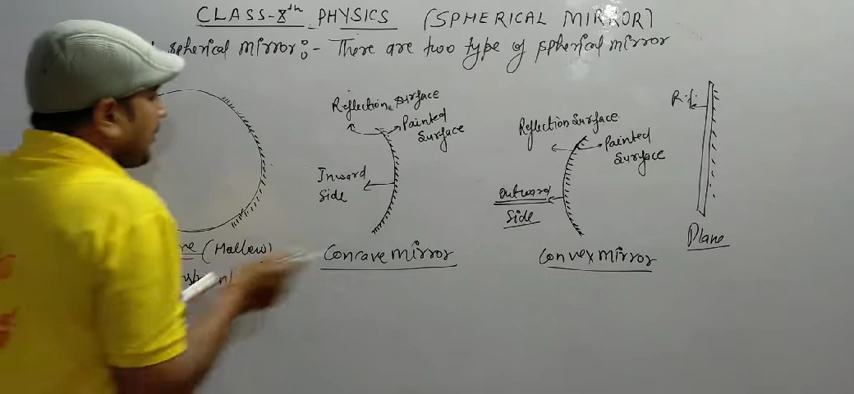 CLASS-8th PHYSICS (SPHERICAL MIRROR)
spherical mirror:- There are two type of spherical mirror
Reflection surface
Painted
surface
Inward
Side
Concave mirror
Reflection surface
Painted
surface
outward
Side
Convex mirror
Plane
(Hollow)